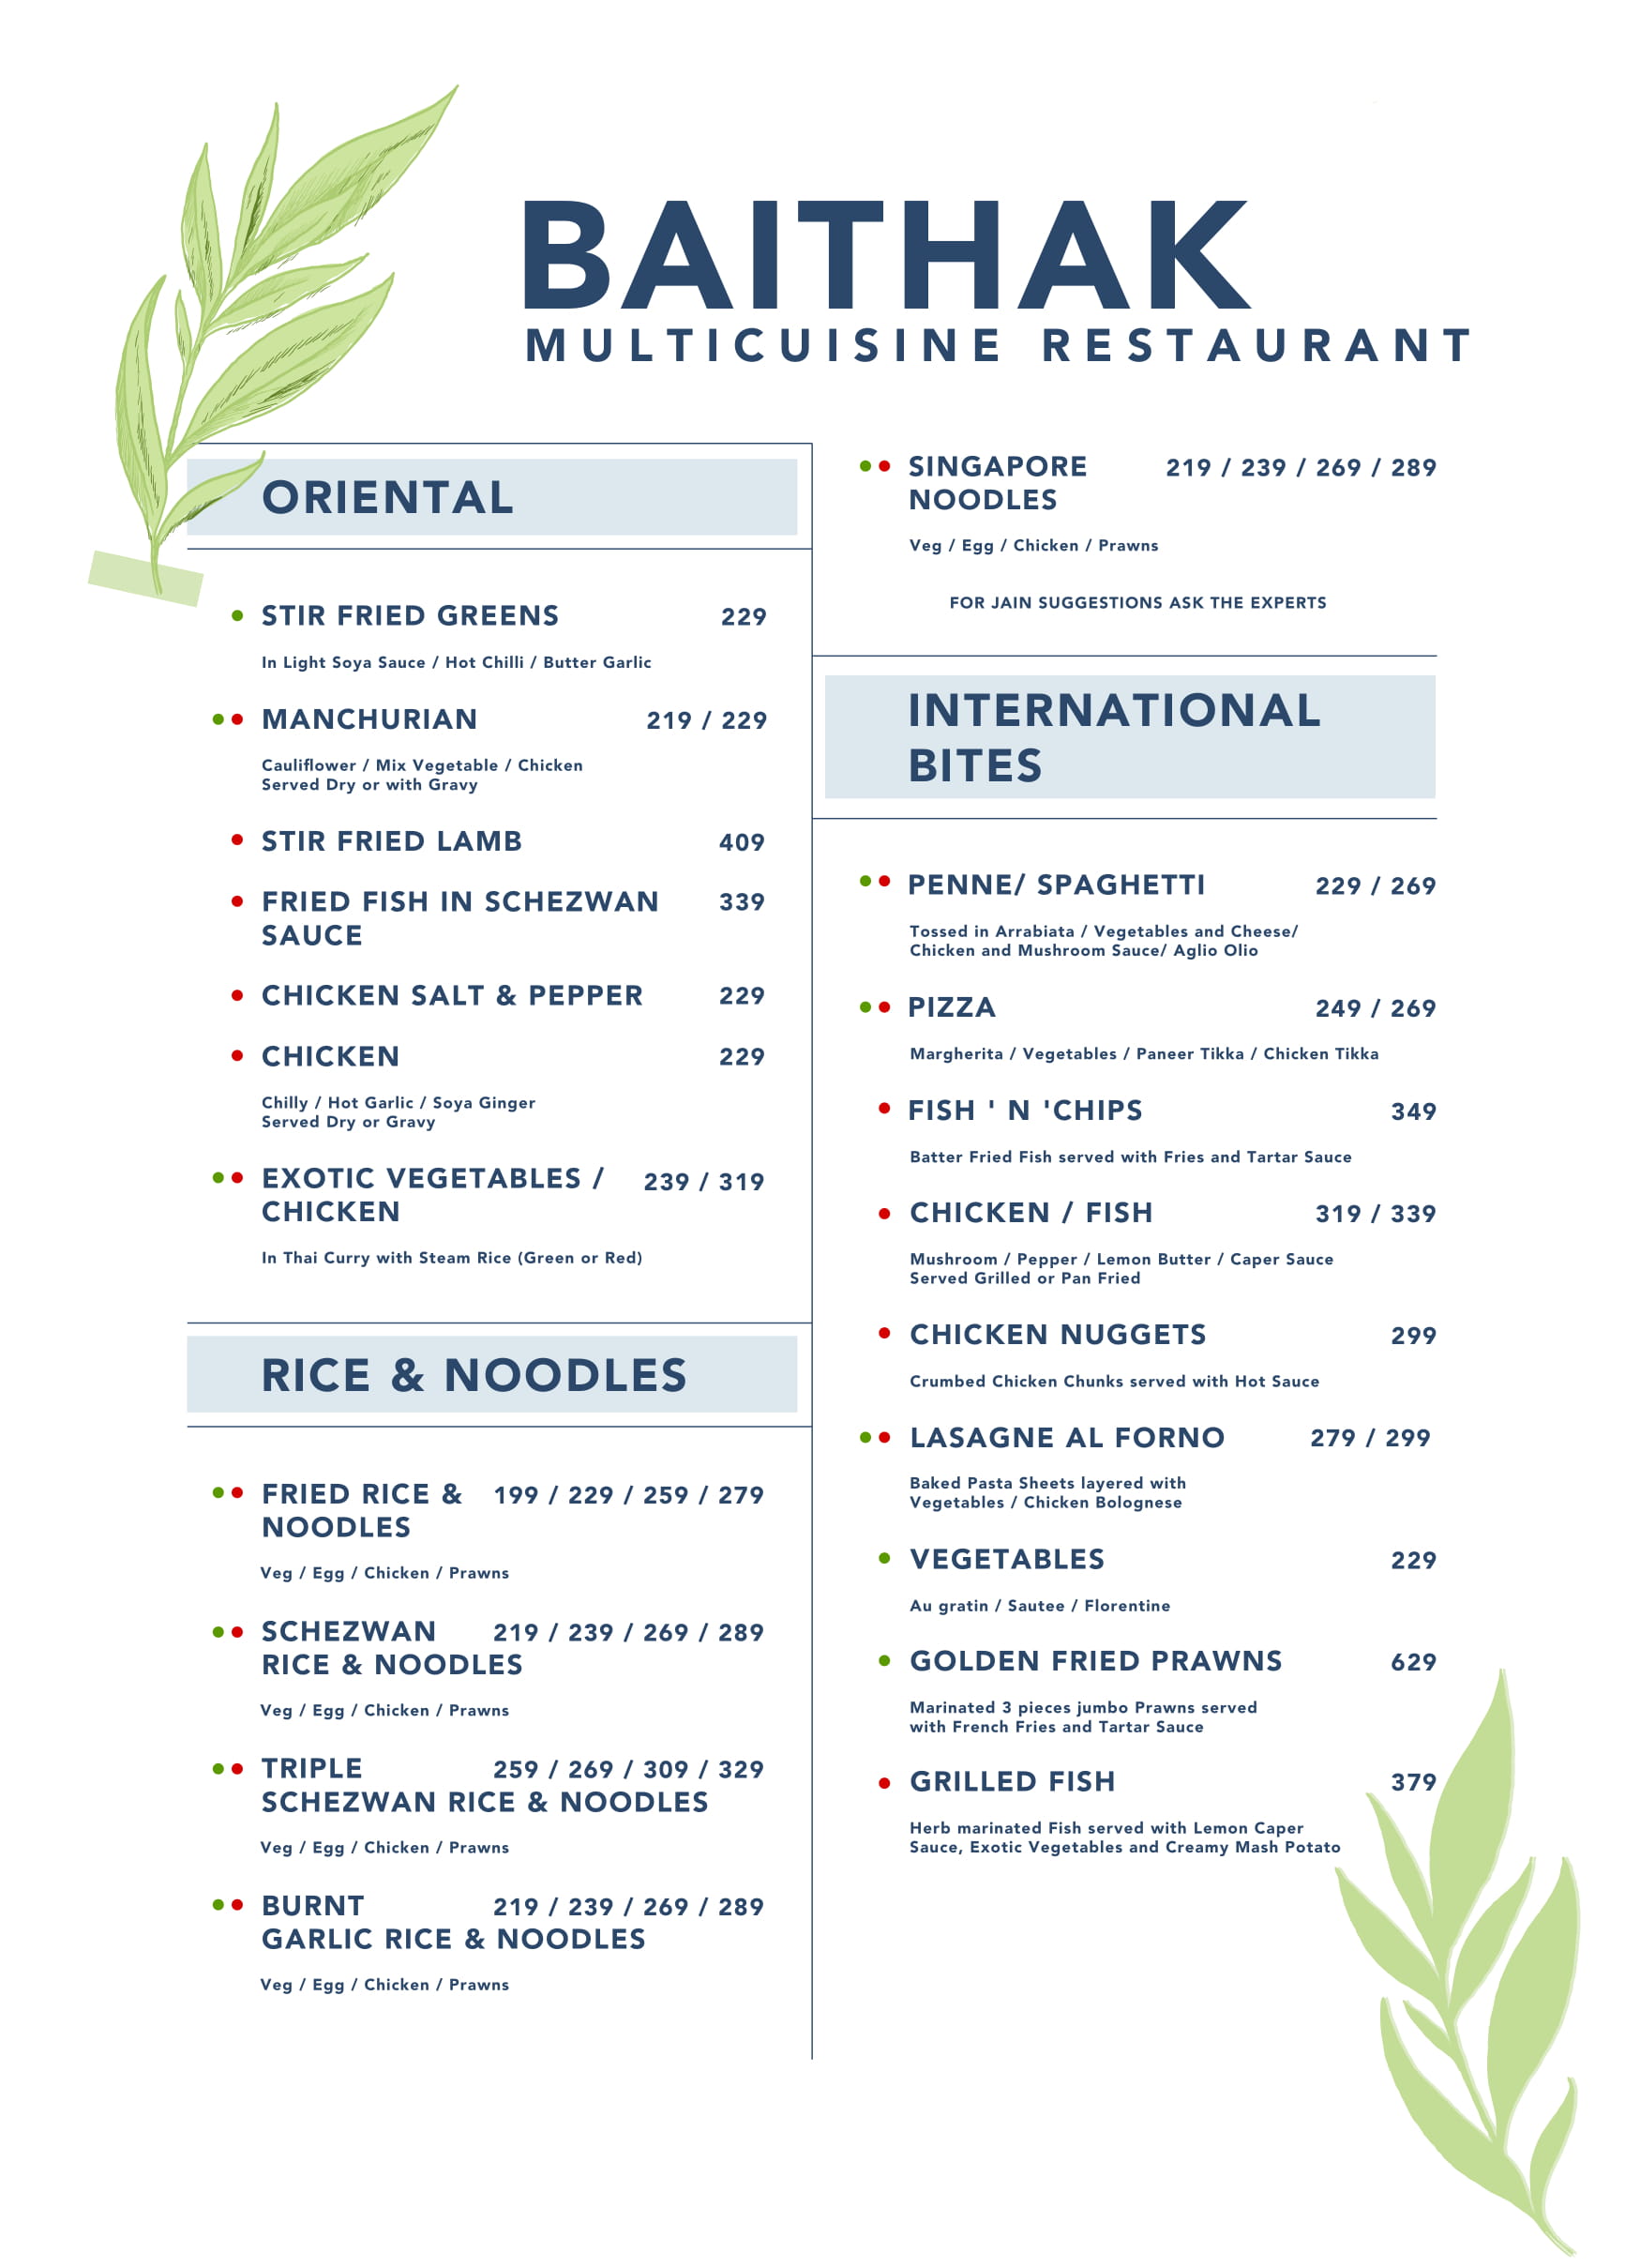 BAITHAK
MULTICUISINE RESTAURANT
ORIENTAL
STIR FRIED GREENS 229
In Light Soya Sauce / Hot Chilli / Butter Garlic
MANCHURIAN 219 / 229
Cauliflower / Mix Vegetable / Chicken
Served Dry or with Gravy
STIR FRIED LAMB 409
FRIED FISH IN SCHEZWAN 339
SAUCE
CHICKEN SALT & PEPPER 229
CHICKEN 229
Chilly / Hot Garlic / Soya Ginger
Served Dry or Gravy
EXOTIC VEGETABLES / 239 / 319
CHICKEN
In Thai Curry with Steam Rice (Green or Red)
RICE & NOODLES
FRIED RICE & 199 / 229 / 259 / 279
NOODLES
Veg / Egg / Chicken / Prawns
SCHEZWAN 219 / 239 / 269 / 289
RICE & NOODLES
Veg / Egg / Chicken / Prawns
TRIPLE 259 / 269 / 309 / 329
SCHEZWAN RICE & NOODLES
Veg / Egg / Chicken / Prawns
BURNT 219 / 239 / 269 / 289
GARLIC RICE & NOODLES
Veg / Egg / Chicken / Prawns
SINGAPORE 219 / 239 / 269 / 289
NOODLES
Veg / Egg / Chicken / Prawns
FOR JAIN SUGGESTIONS ASK THE EXPERTS
INTERNATIONAL
BITES
PENNE/ SPAGHETTI 229 / 269
Tossed in Arrabiata / Vegetables and Cheese/
Chicken and Mushroom Sauce/ Aglio Olio
PIZZA 249 / 269
Margherita / Vegetables / Paneer Tikka / Chicken Tikka
FISH ' N 'CHIPS 349
Batter Fried Fish served with Fries and Tartar Sauce
CHICKEN / FISH 319 / 339
Mushroom / Pepper / Lemon Butter / Caper Sauce
Served Grilled or Pan Fried
CHICKEN NUGGETS 299
Crumbed Chicken Chunks served with Hot Sauce
LASAGNE AL FORNO 279 / 299
Baked Pasta Sheets layered with
Vegetables / Chicken Bolognese
VEGETABLES 229
Au gratin / Sautee / Florentine
GOLDEN FRIED PRAWNS 629
Marinated 3 pieces jumbo Prawns served
with French Fries and Tartar Sauce
GRILLED FISH 379
Herb marinated Fish served with Lemon Caper
Sauce, Exotic Vegetables and Creamy Mash Potato